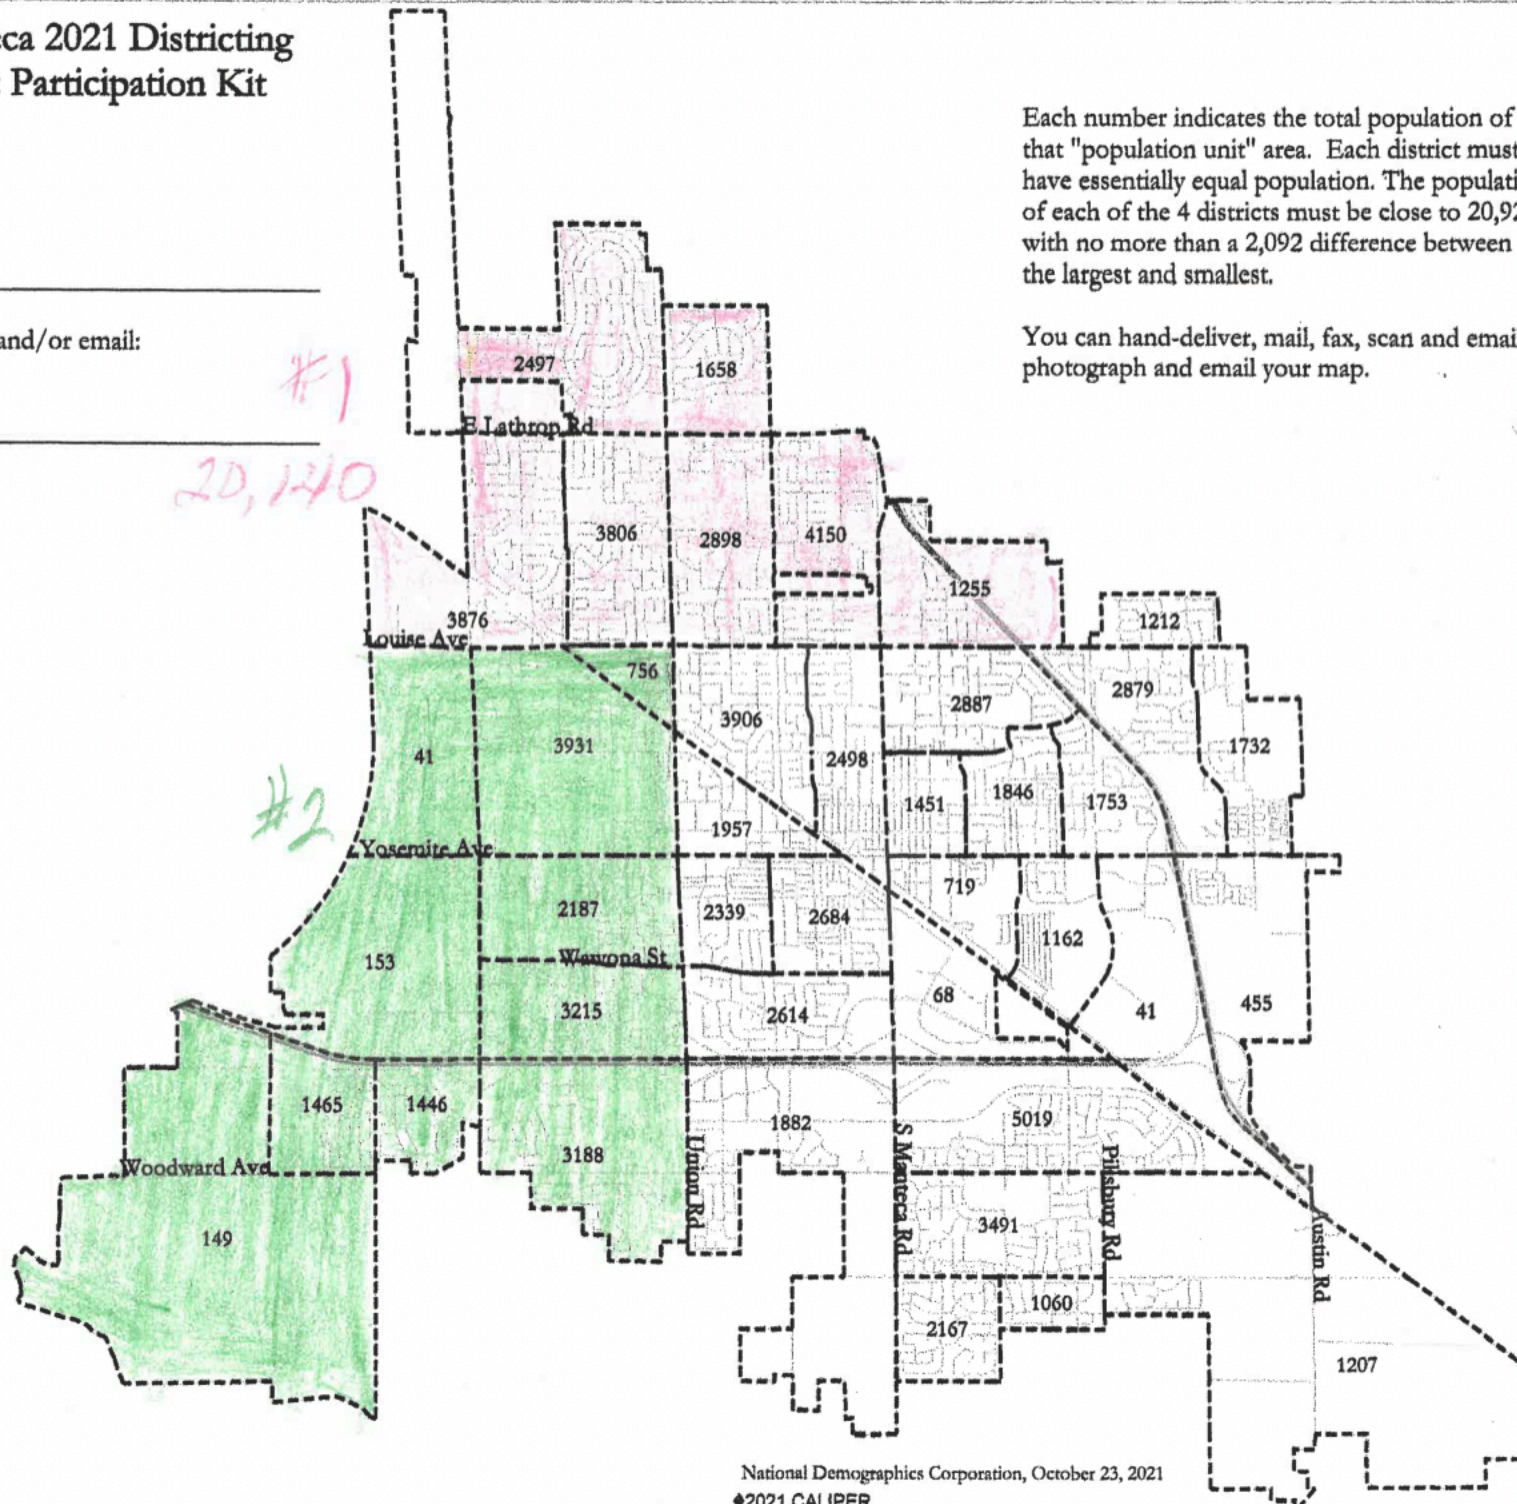 ca 2021 Districting
Participation Kit
Each number indicates the total population of
that "population unit" area. Each district must
have essentially equal population. The populati
of each of the 4 districts must be close to 20,92
with no more than a 2,092 difference between
the largest and smallest.
and/or email:
You can hand-deliver, mail, fax, scan and emai
photograph and email your map.
#1
2497
1658
E Lathrop Rd
20,140
3806
2898
4150
1255
3876
1212
Louise Ave
756
3906
2887
2879
41
3931
2498
1732
#2
1451
1846
1753
1957
Yosemite Ave
719
2187
2339
2684
1162
Wawona St
153
3215
2614
68
41
455
1465
1446
1882
5019
3188
Woodward Ave
Union Rd
S Manteca Rd
Pillsbury Rd
149
3491
Austin Rd
1060
2167
1207
National Demographics Corporation, October 23, 2021
©2021 CALIPER